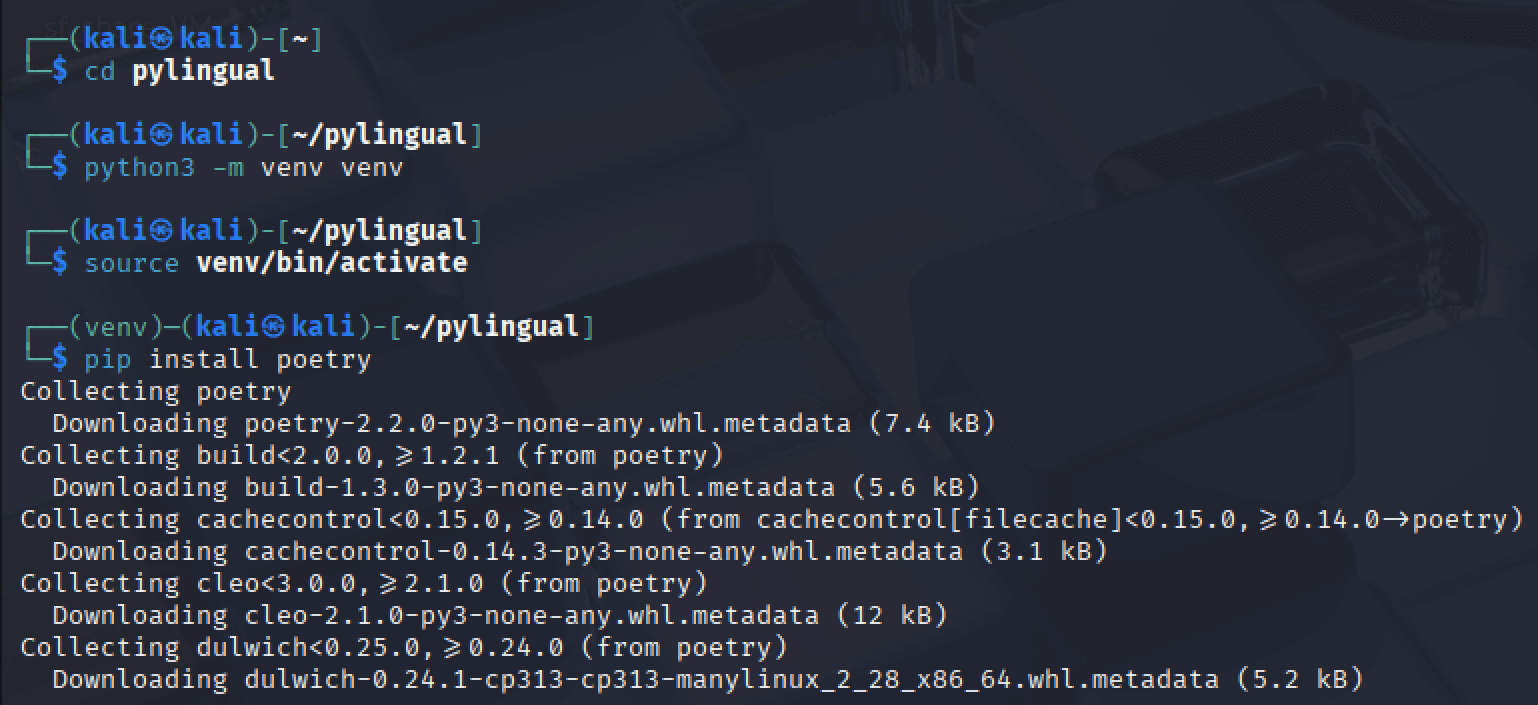 ┌──(kali㉿kali)-[~]
└─$ cd pylingual
┌──(kali㉿kali)-[~/pylingual]
└─$ python3 -m venv venv
┌──(kali㉿kali)-[~/pylingual]
└─$ source venv/bin/activate
┌──(venv)─(kali㉿kali)-[~/pylingual]
└─$ pip install poetry
Collecting poetry
  Downloading poetry-2.2.0-py3-none-any.whl.metadata (7.4 kB)
Collecting build<2.0.0,>=1.2.1 (from poetry)
  Downloading build-1.3.0-py3-none-any.whl.metadata (5.6 kB)
Collecting cachecontrol<0.15.0,>=0.14.0 (from cachecontrol[filecache]<0.15.0,>=0.14.0->poetry)
  Downloading cachecontrol-0.14.3-py3-none-any.whl.metadata (3.1 kB)
Collecting cleo<3.0.0,>=2.1.0 (from poetry)
  Downloading cleo-2.1.0-py3-none-any.whl.metadata (12 kB)
Collecting dulwich<0.25.0,>=0.24.0 (from poetry)
  Downloading dulwich-0.24.1-cp313-cp313-manylinux_2_28_x86_64.whl.metadata (5.2 kB)